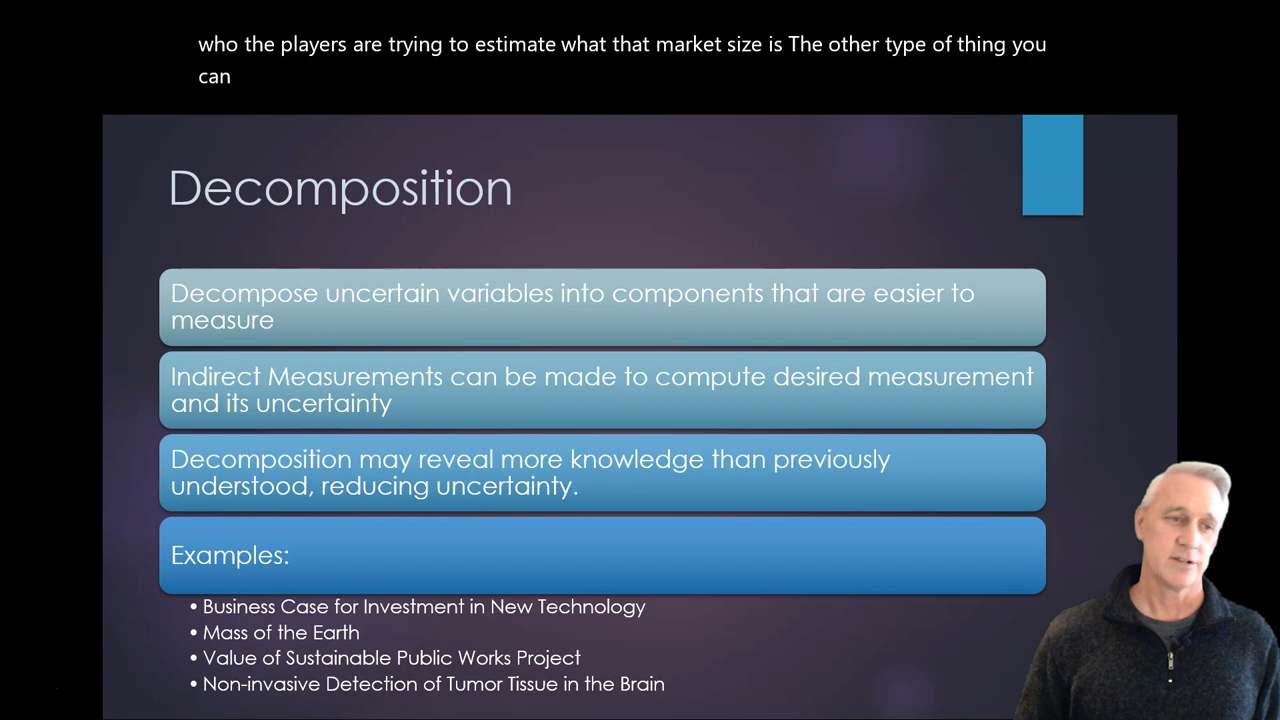 who the players are trying to estimate what that market size is The other type of thing you
can
Decomposition
Decompose uncertain variables into components that are easier to
measure
Indirect Measurements can be made to compute desired measurement
and its uncertainty
Decomposition may reveal more knowledge than previously
understood, reducing uncertainty.
Examples:
• Business Case for Investment in New Technology
• Mass of the Earth
• Value of Sustainable Public Works Project
• Non-invasive Detection of Tumor Tissue in the Brain